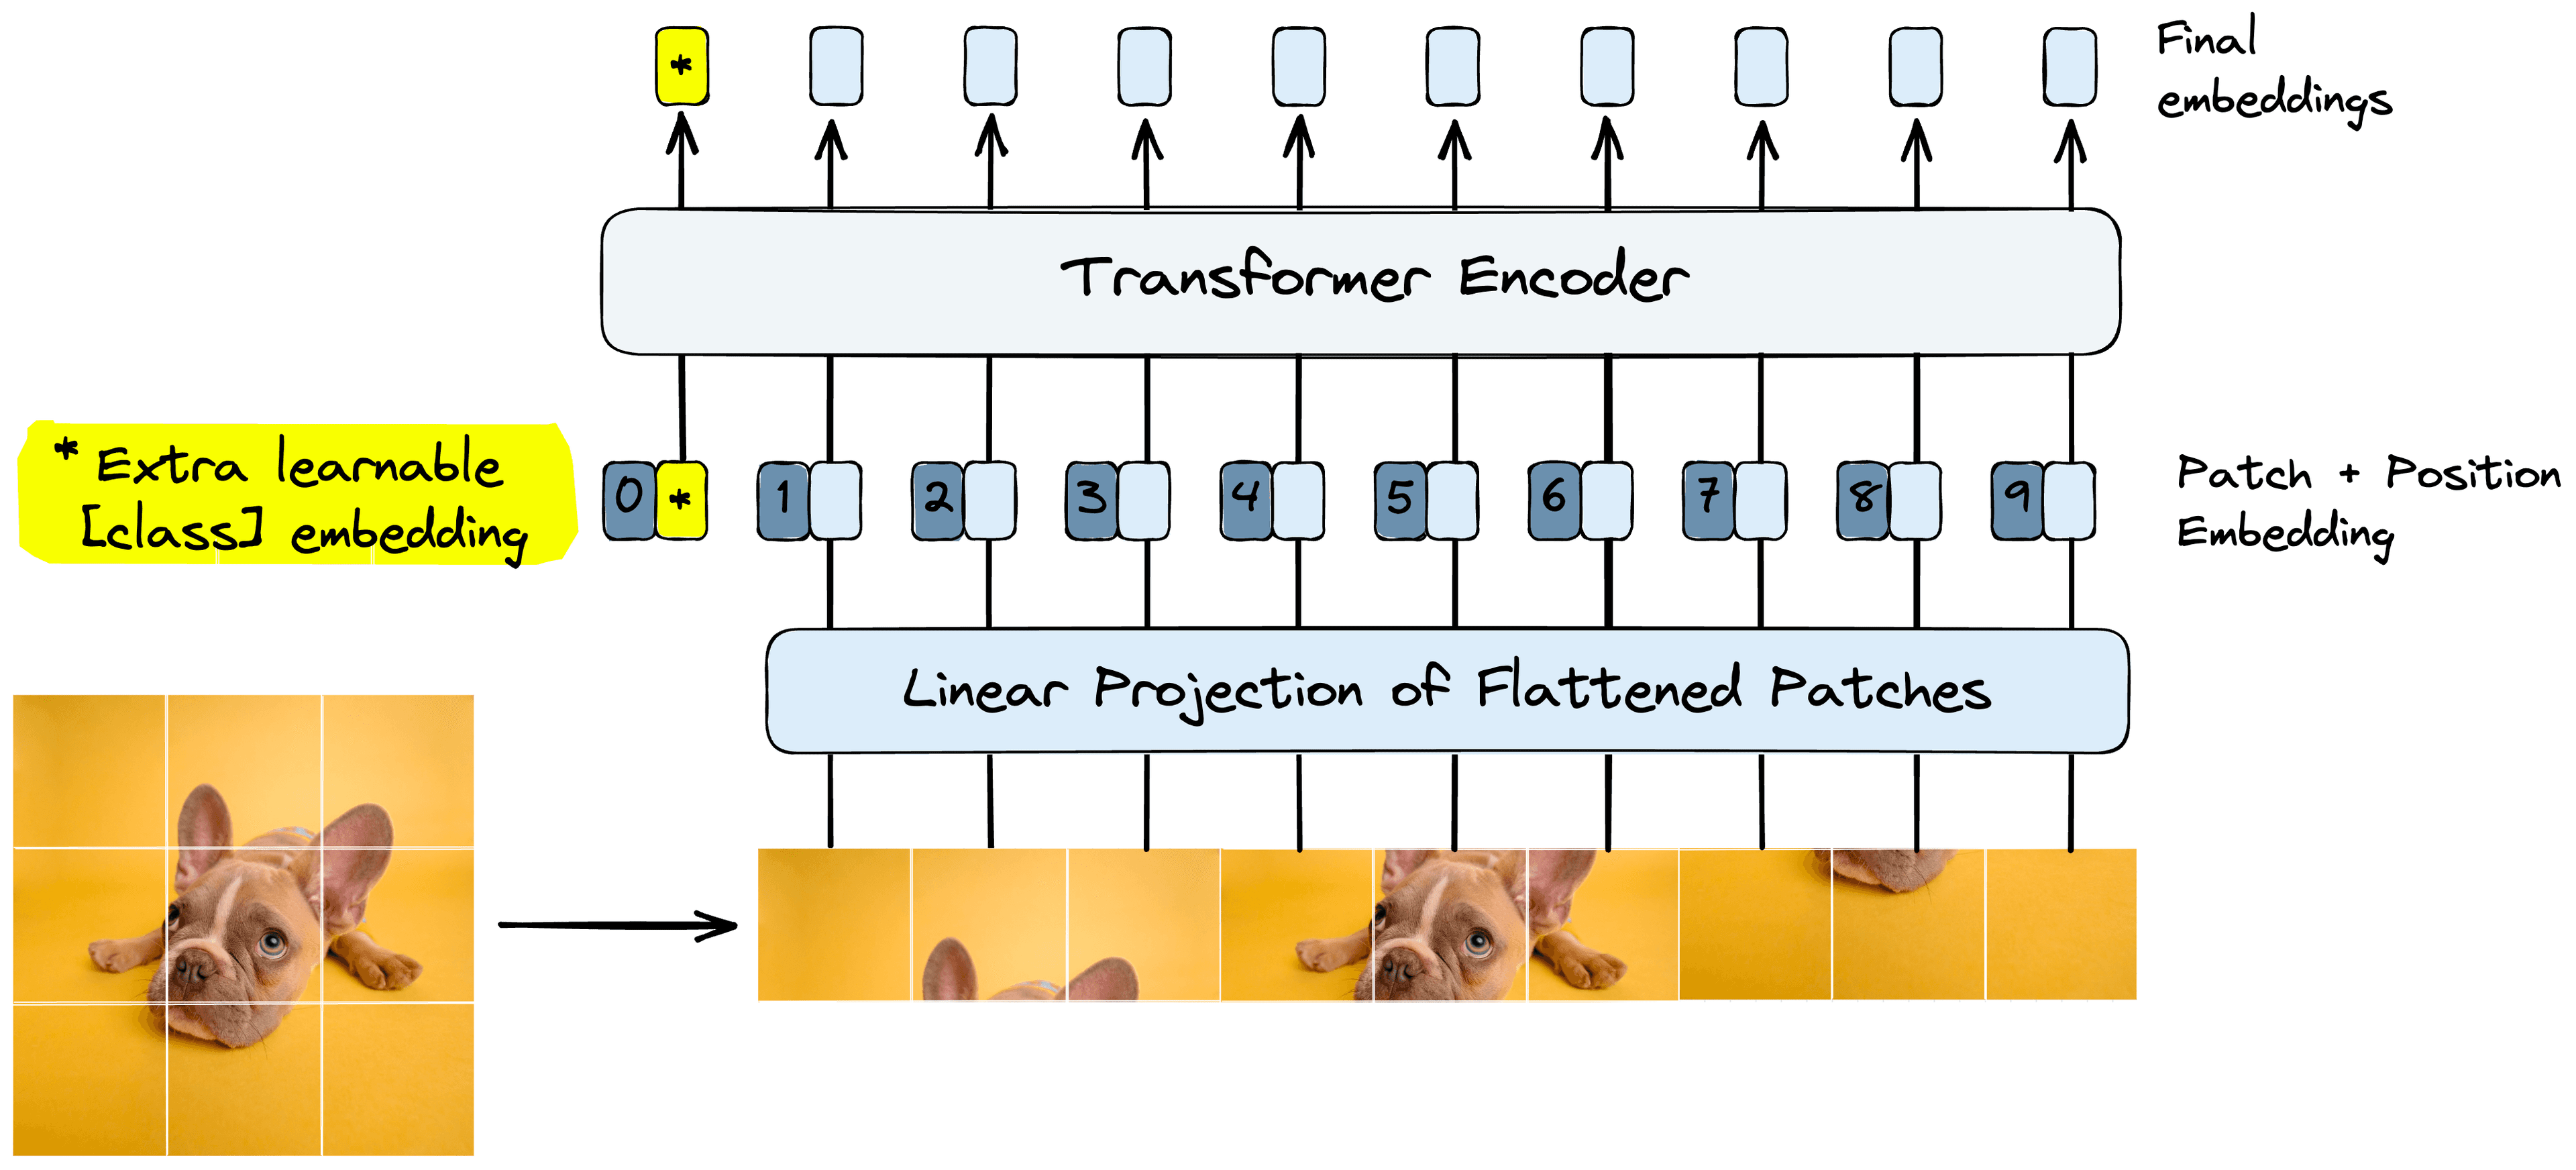 *
Final
embeddings
Transformer Encoder
* Extra learnable
[class] embedding
0 * 1 2 3 4 5 6 7 8 9
Patch + Position
Embedding
Linear Projection of Flattened Patches